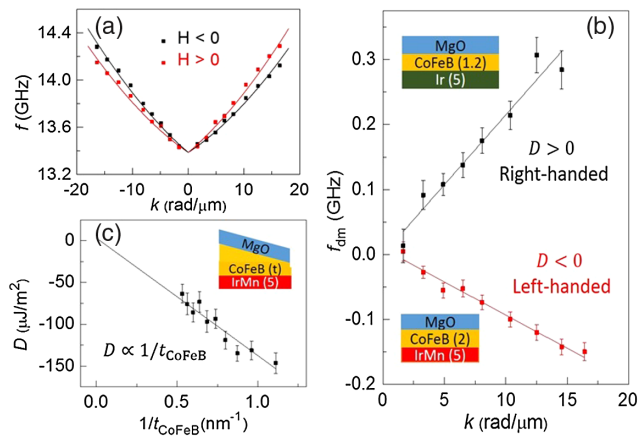 (a)
H < 0
H > 0
14.4
14.0
13.6
13.2
f (GHz)
-20
-10
0
10
20
k (rad/μm)
(b)
MgO
CoFeB (1.2)
Ir (5)
D > 0
Right-handed
D < 0
Left-handed
MgO
CoFeB (2)
IrMn (5)
0.3
0.2
0.1
0.0
-0.1
-0.2
f_dm (GHz)
0
5
10
15
20
k (rad/μm)
(c)
MgO
CoFeB (t)
IrMn (5)
D ∝ 1/t_CoFeB
0
-50
-100
-150
D (μJ/m²)
0.0
0.4
0.8
1.2
1/t_CoFeB(nm⁻¹)